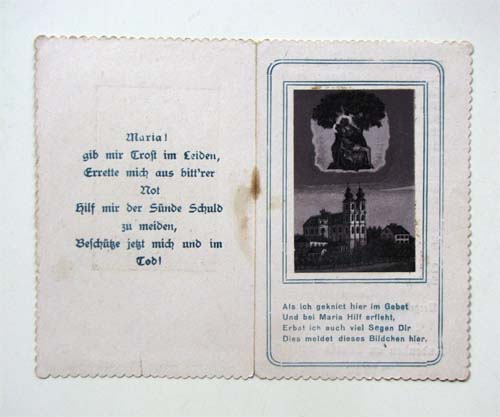 Maria!
gib mir Trost im Leiden,
Errette mich aus bitt'rer
Not
Hilf mir der Sünde Schuld
zu meiden,
Beschütze jetzt mich und im
Tod!
Als ich gekniet hier im Gebet
Und bei Maria Hilf erfleht,
Erbat ich auch viel Segen Dir
Dies meldet dieses Bildchen hier.